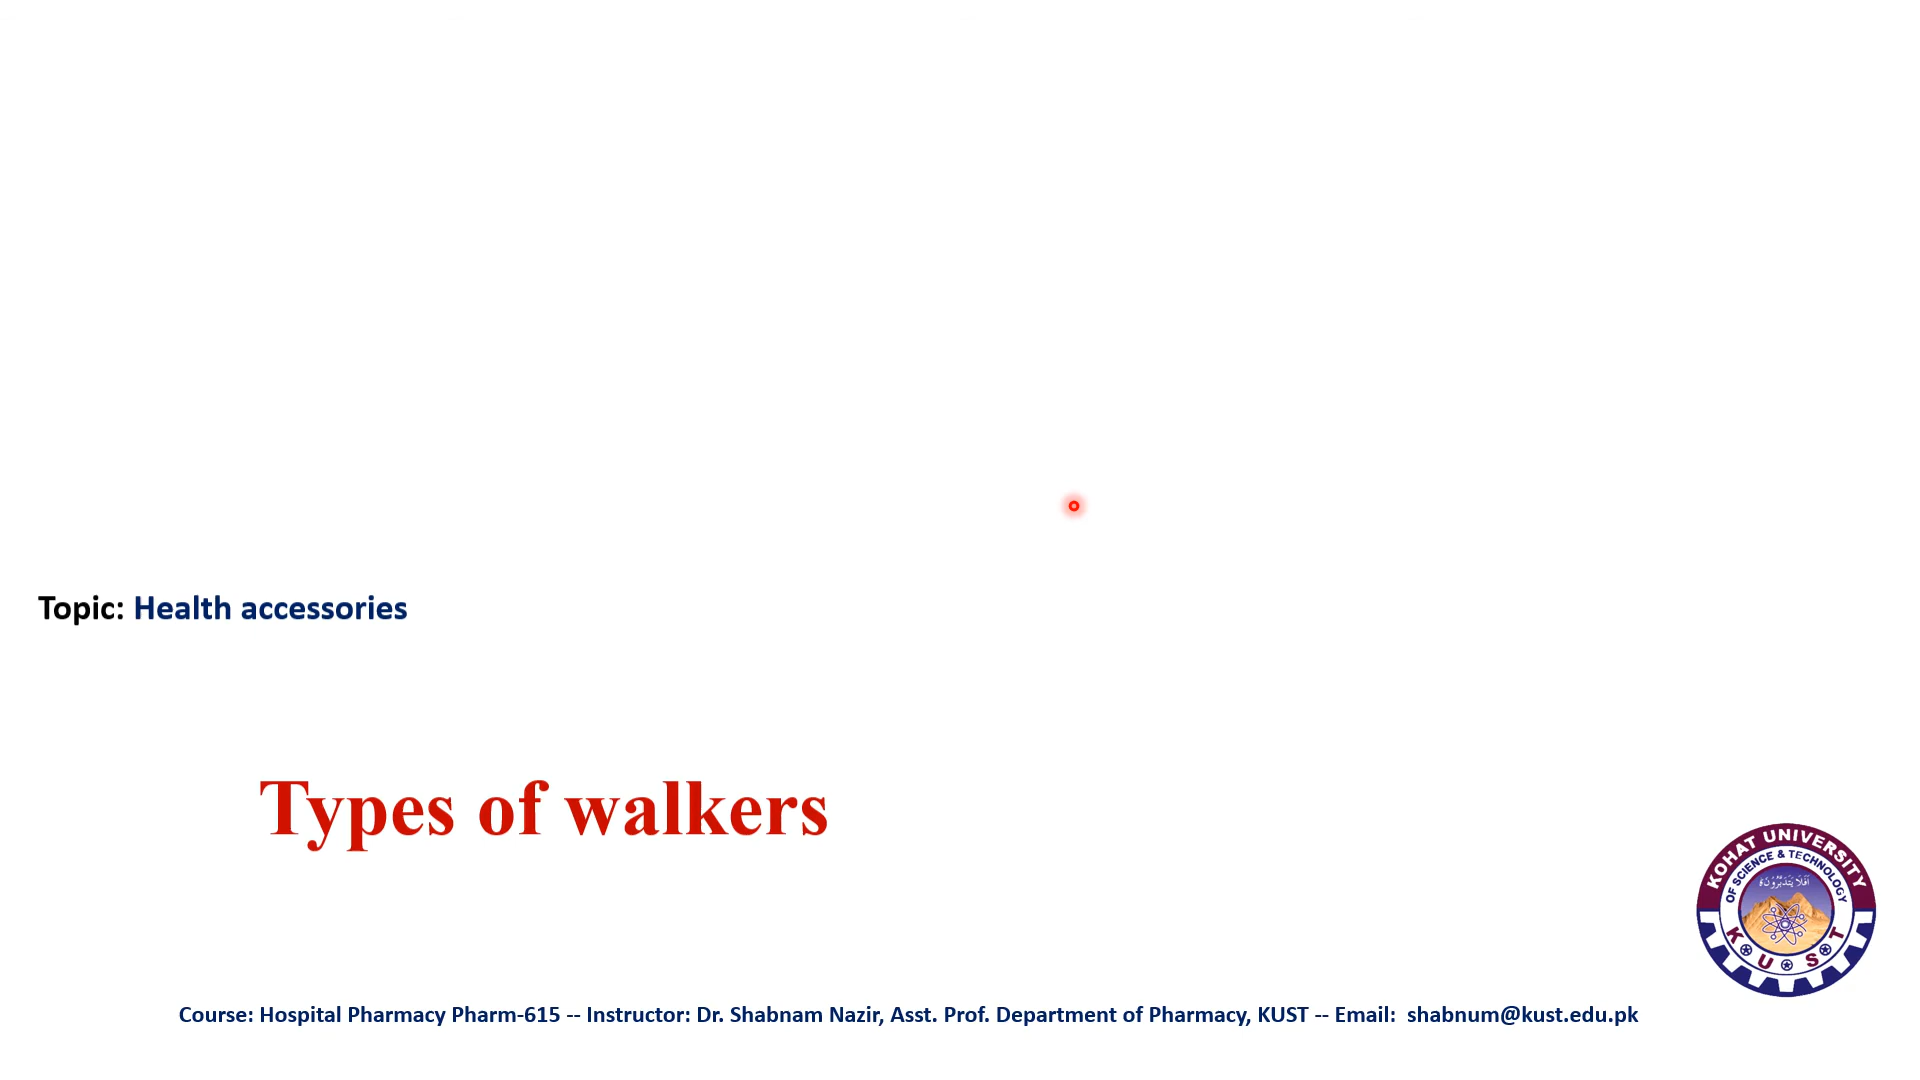 Topic: Health accessories
Types of walkers
KOHAT UNIVERSITY
OF SCIENCE & TECHNOLOGY
K U S T
Course: Hospital Pharmacy Pharm-615 -- Instructor: Dr. Shabnam Nazir, Asst. Prof. Department of Pharmacy, KUST -- Email: shabnum@kust.edu.pk